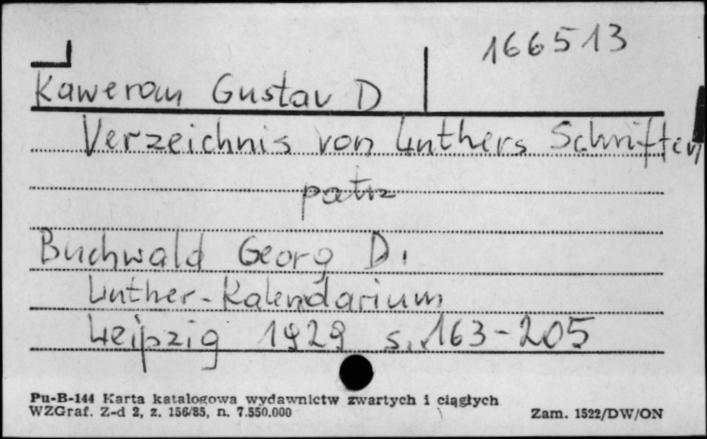 166513
Kawerau Gustav D
Verzeichnis von Luthers Schriften
patrz
Buchwald Georg D.
Luther-Kalendarium
Leipzig 1929 s. 163-205
Pu-B-144 Karta katalogowa wydawnictw zwartych i ciągłych
WZGraf. Z-d 2, z. 156/85, n. 7.550.000
Zam. 1522/DW/ON